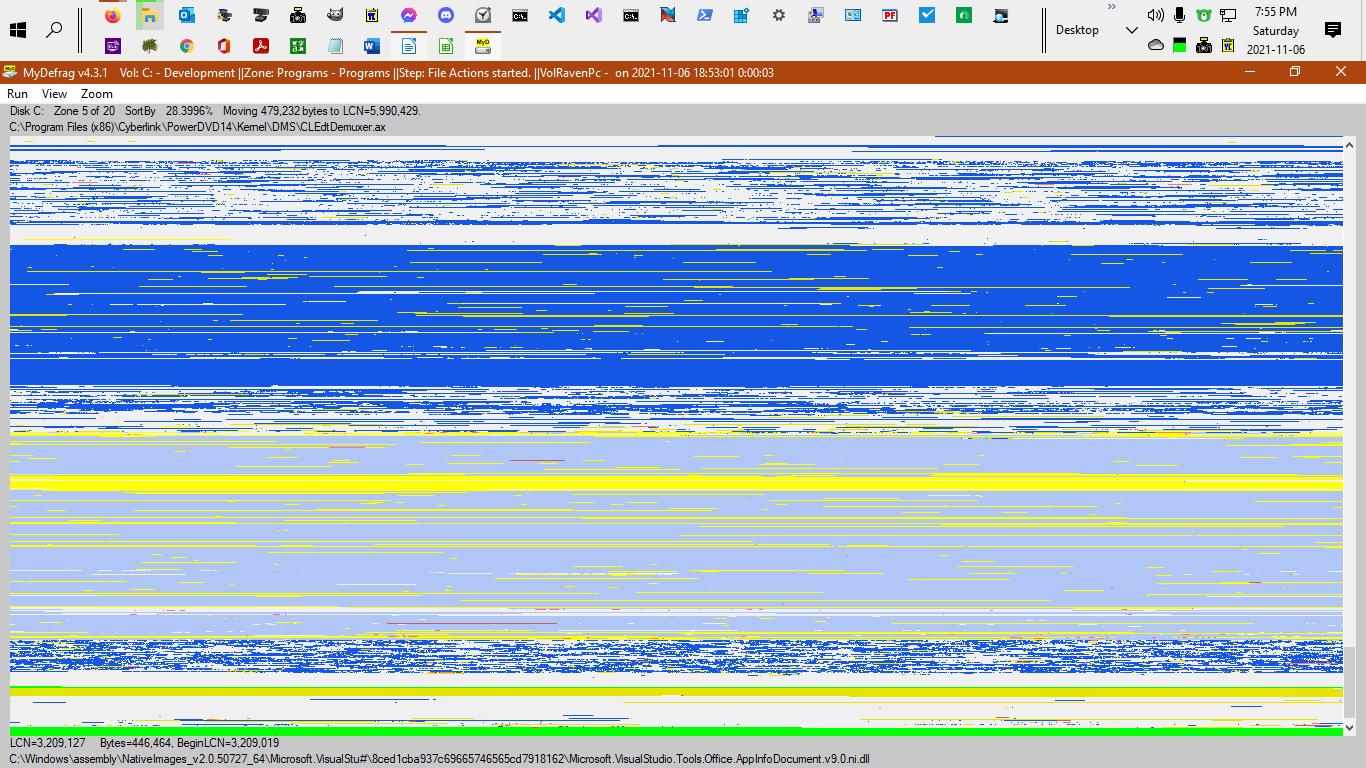 7:55 PM
Desktop
Saturday
2021-11-06
MyDefrag v4.3.1 Vol: C: - Development ||Zone: Programs - Programs ||Step: File Actions started. ||VolRavenPc - on 2021-11-06 18:53:01 0:00:03
Run View Zoom
Disk C: Zone 5 of 20 SortBy 28.3996% Moving 479,232 bytes to LCN=5,990,429.
C:\Program Files (x86)\Cyberlink\PowerDVD14\Kernel\DMS\CLEdtDemuxer.ax
LCN=3,209,127 Bytes=446,464, BeginLCN=3,209,019
C:\Windows\assembly\NativeImages_v2.0.50727_64\Microsoft.VisualStu#\8ced1cba937c69665746565cd7918162\Microsoft.VisualStudio.Tools.Office.AppInfoDocument.v9.0.ni.dll